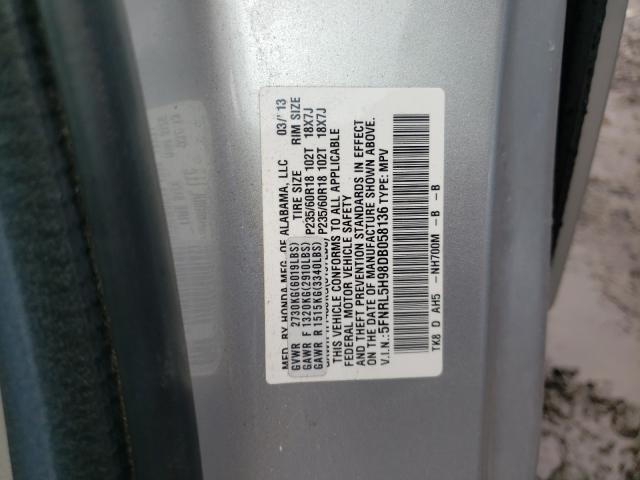 MFD. BY HONDA MFG. OF ALABAMA, LLC 03/'13
TIRE SIZE RIM SIZE
GVWR 2730KG(6019LBS)
GAWR F 1320KG(2910LBS) P235/60R18 102T 18X7J
GAWR R 1515KG(3340LBS) P235/60R18 102T 18X7J
THIS VEHICLE CONFORMS TO ALL APPLICABLE
FEDERAL MOTOR VEHICLE SAFETY
AND THEFT PREVENTION STANDARDS IN EFFECT
ON THE DATE OF MANUFACTURE SHOWN ABOVE.
V.I.N.:5FNRL5H98DB058136 TYPE: MPV
TK8 D AH5 -NH700M -B -B